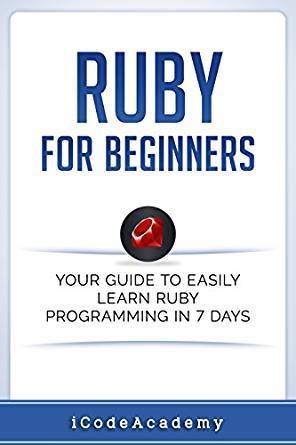 RUBY
FOR BEGINNERS
YOUR GUIDE TO EASILY
LEARN RUBY
PROGRAMMING IN 7 DAYS
iCodeAcademy